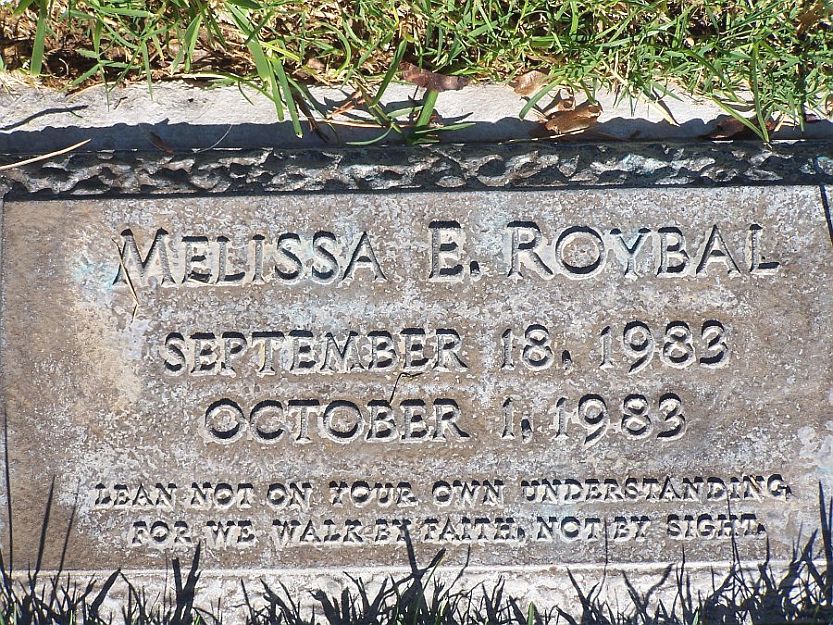 MELISSA E. ROYBAL
SEPTEMBER 18, 1983
OCTOBER 1, 1983
LEAN NOT ON YOUR OWN UNDERSTANDING,
FOR WE WALK BY FAITH, NOT BY SIGHT.